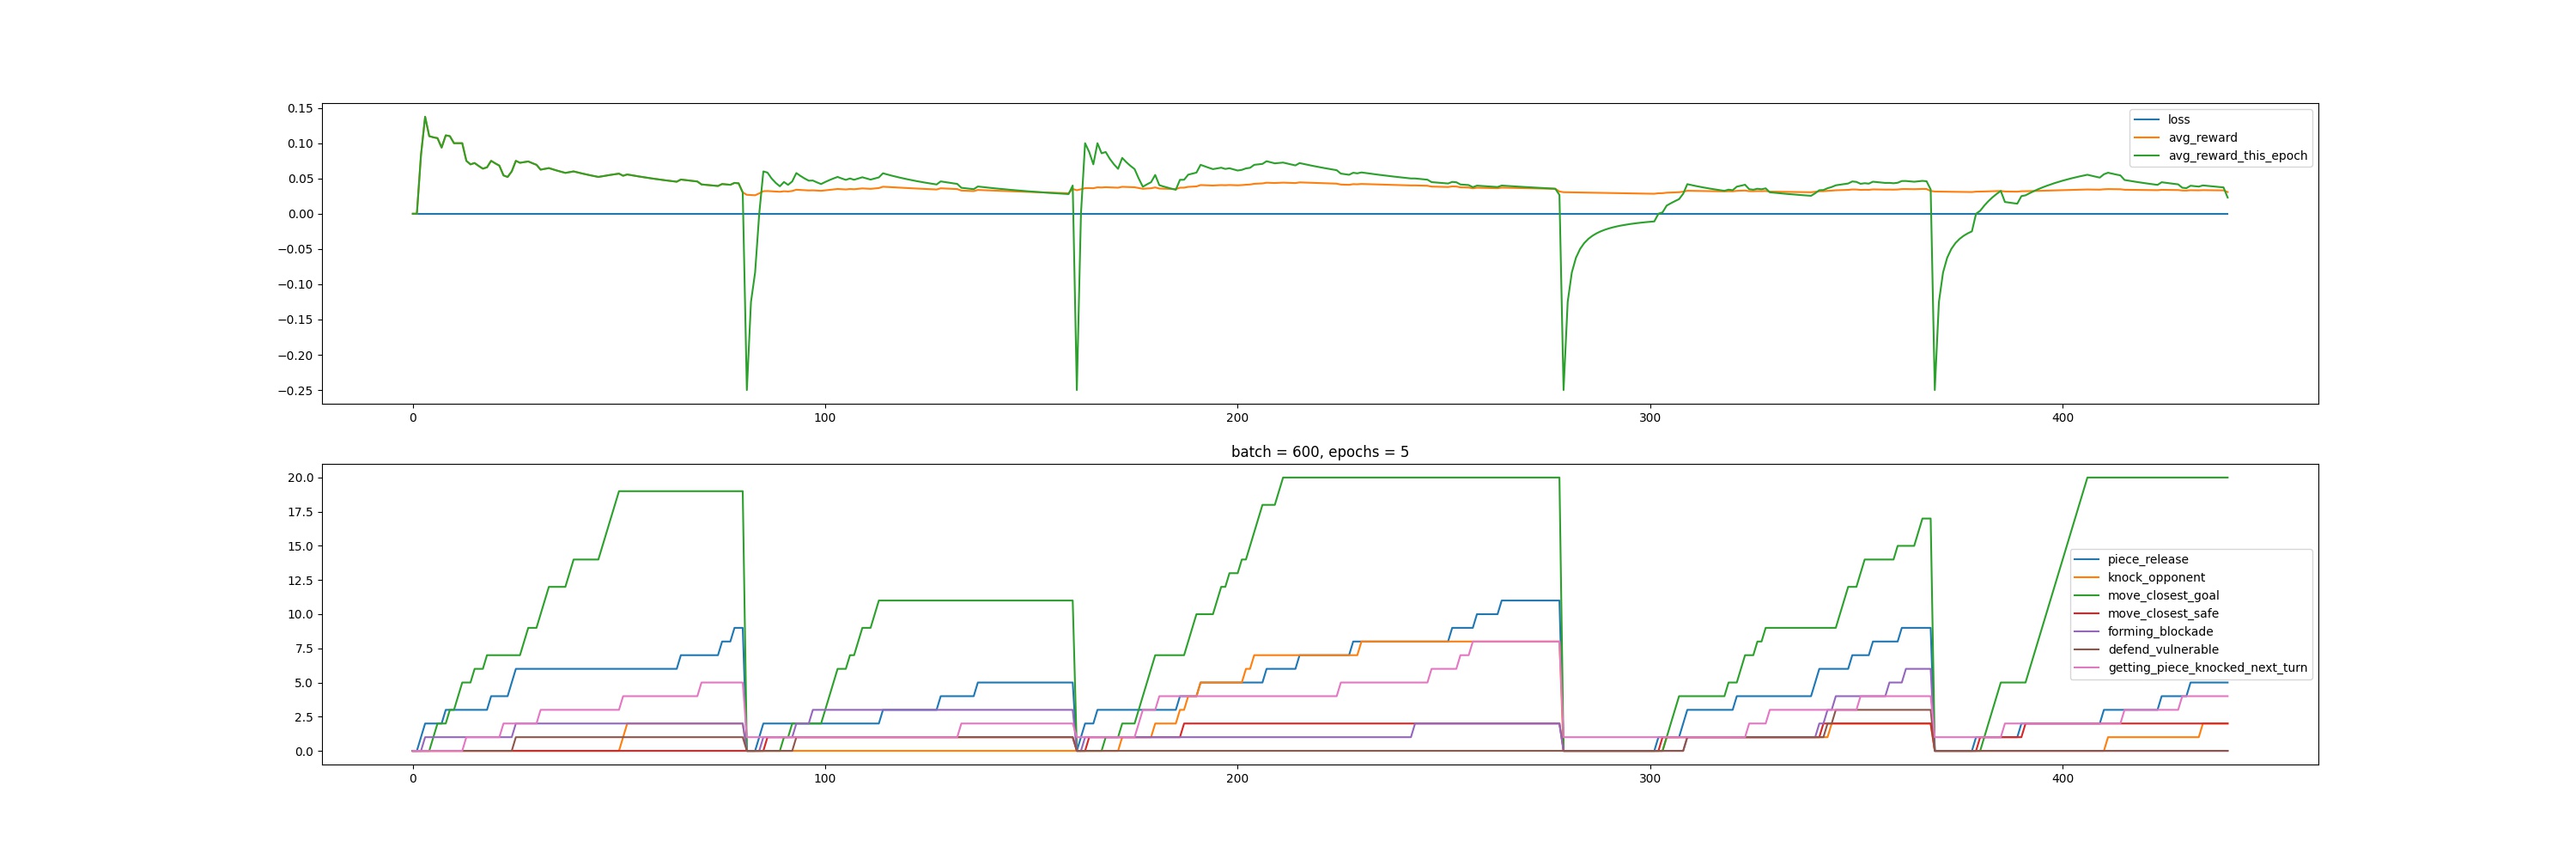 0.15
0.10
0.05
0.00
−0.05
−0.10
−0.15
−0.20
−0.25
loss
avg_reward
avg_reward_this_epoch
0 100 200 300 400
batch = 600, epochs = 5
20.0
17.5
15.0
12.5
10.0
7.5
5.0
2.5
0.0
piece_release
knock_opponent
move_closest_goal
move_closest_safe
forming_blockade
defend_vulnerable
getting_piece_knocked_next_turn
0 100 200 300 400